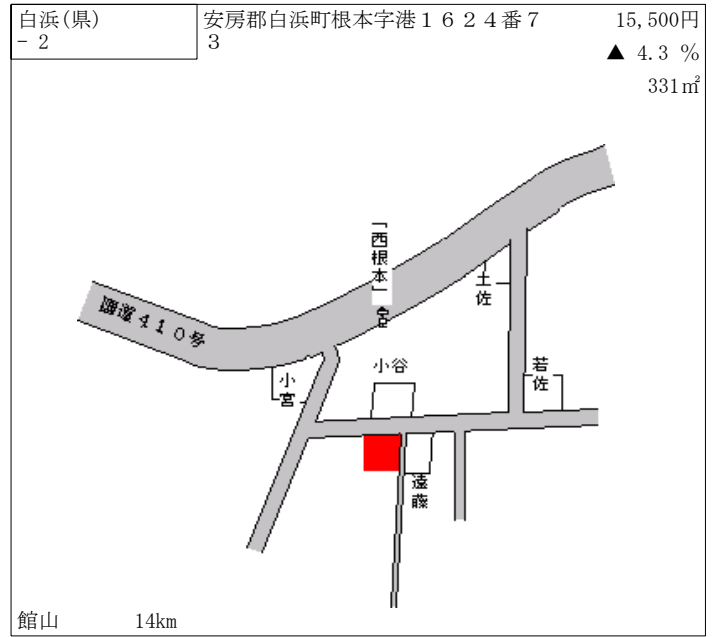 白浜(県)
－2
安房郡白浜町根本字港１６２４番７
３
15,500円
▲ 4.3 %
331㎡
「西根本」
土佐
国道４１０号
小谷
若佐
小宮
遠藤
館山 14km